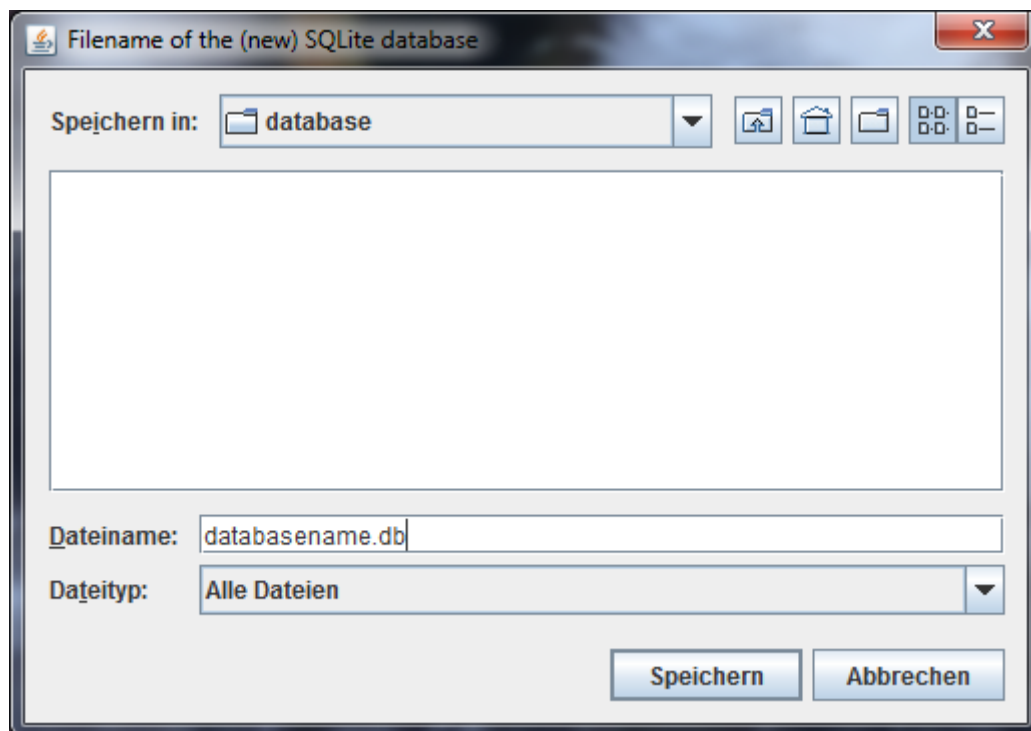 Filename of the (new) SQLite database
Speichern in: database
Dateiname: databasename.db
Dateityp: Alle Dateien
Speichern Abbrechen